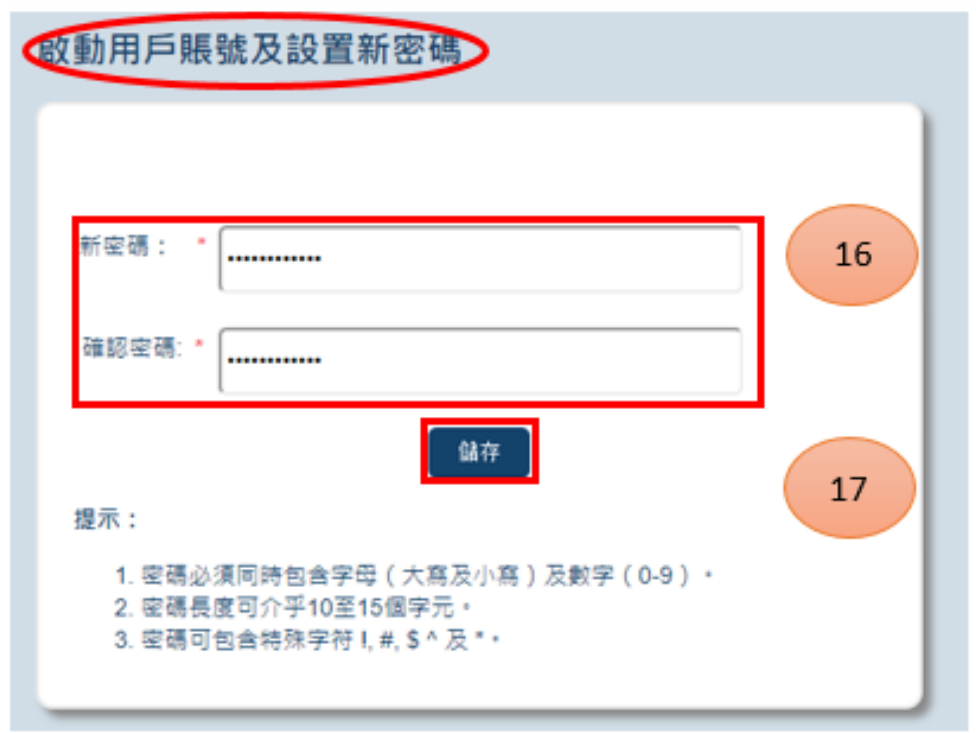 啟動用戶賬號及設置新密碼
新密碼： * ............
16
確認密碼: * ............
儲存
17
提示：
1. 密碼必須同時包含字母（大寫及小寫）及數字（0-9）。
2. 密碼長度可介乎10至15個字元。
3. 密碼可包含特殊字符 !, #, $ ^ 及 *。